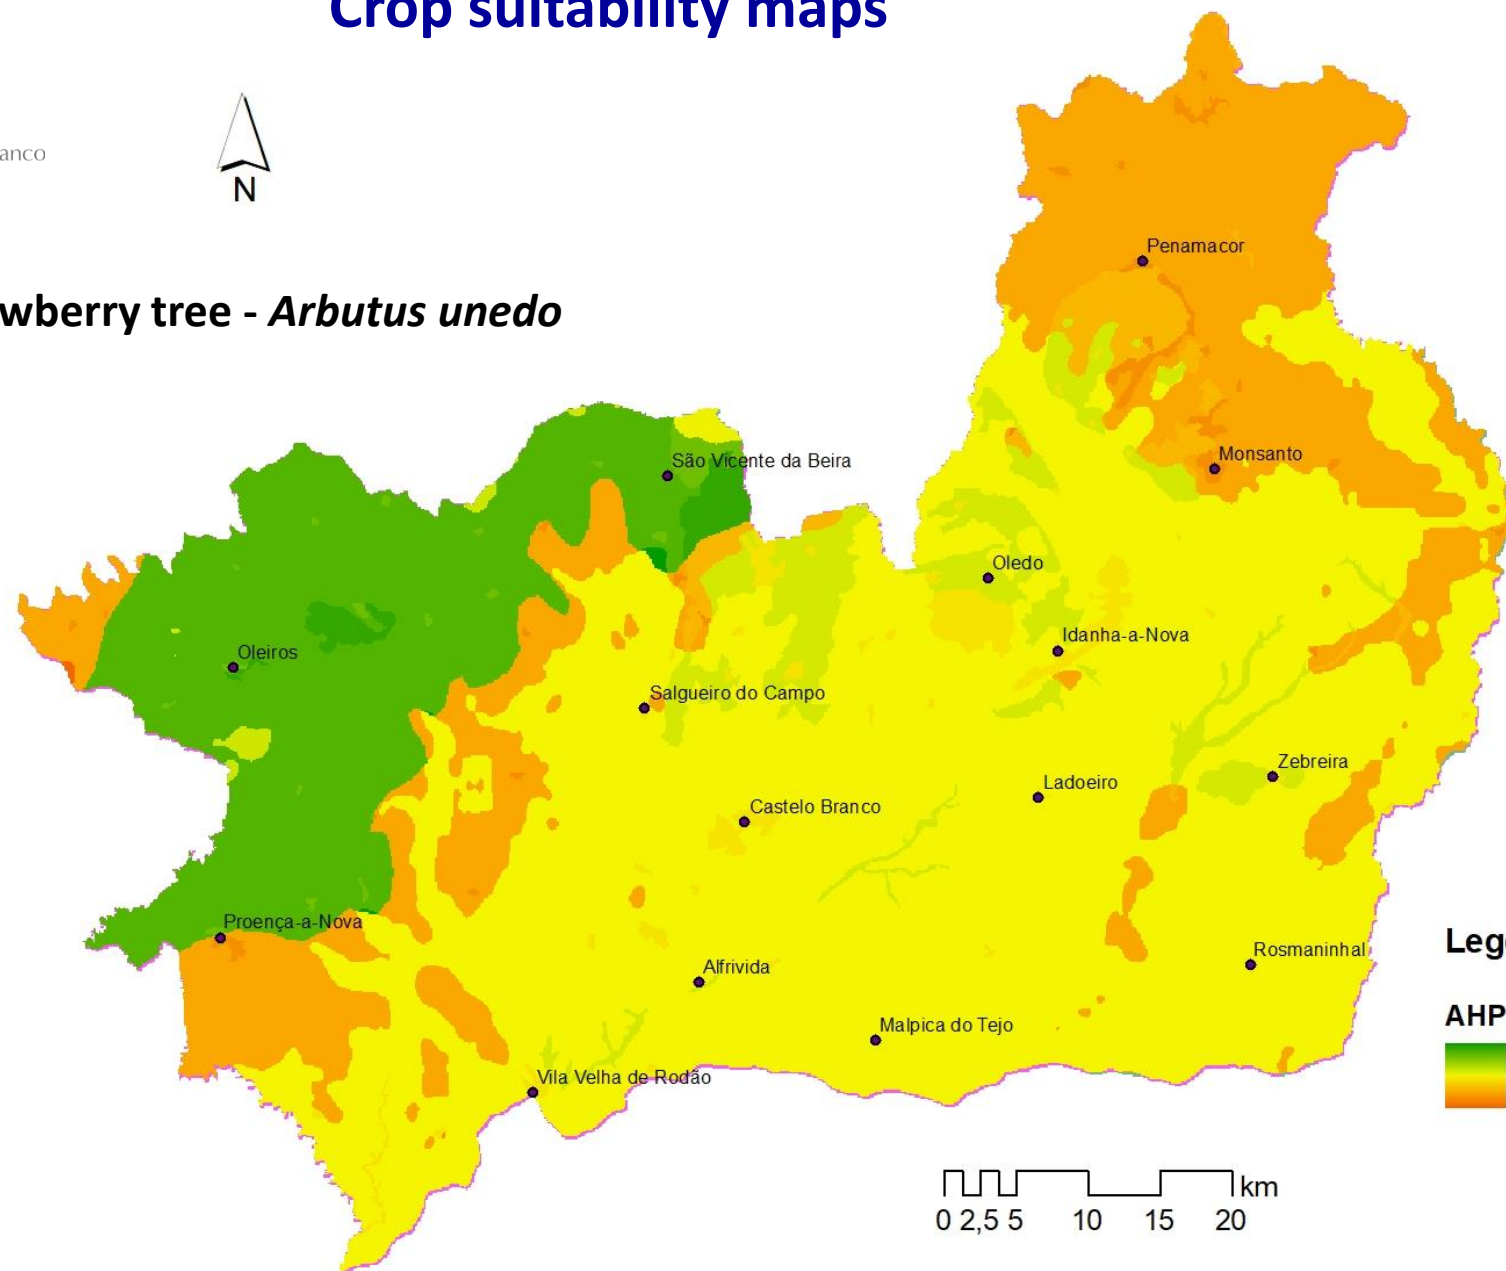 Crop suitability maps
anco
N
wberry tree - Arbutus unedo
Penamacor
Monsanto
São Vicente da Beira
Oledo
Idanha-a-Nova
Oleiros
Salgueiro do Campo
Zebreira
Ladoeiro
Castelo Branco
Proença-a-Nova
Rosmaninhal
Alfrivida
Malpica do Tejo
Vila Velha de Rodão
Leg
AHP
km
0 2,5 5 10 15 20